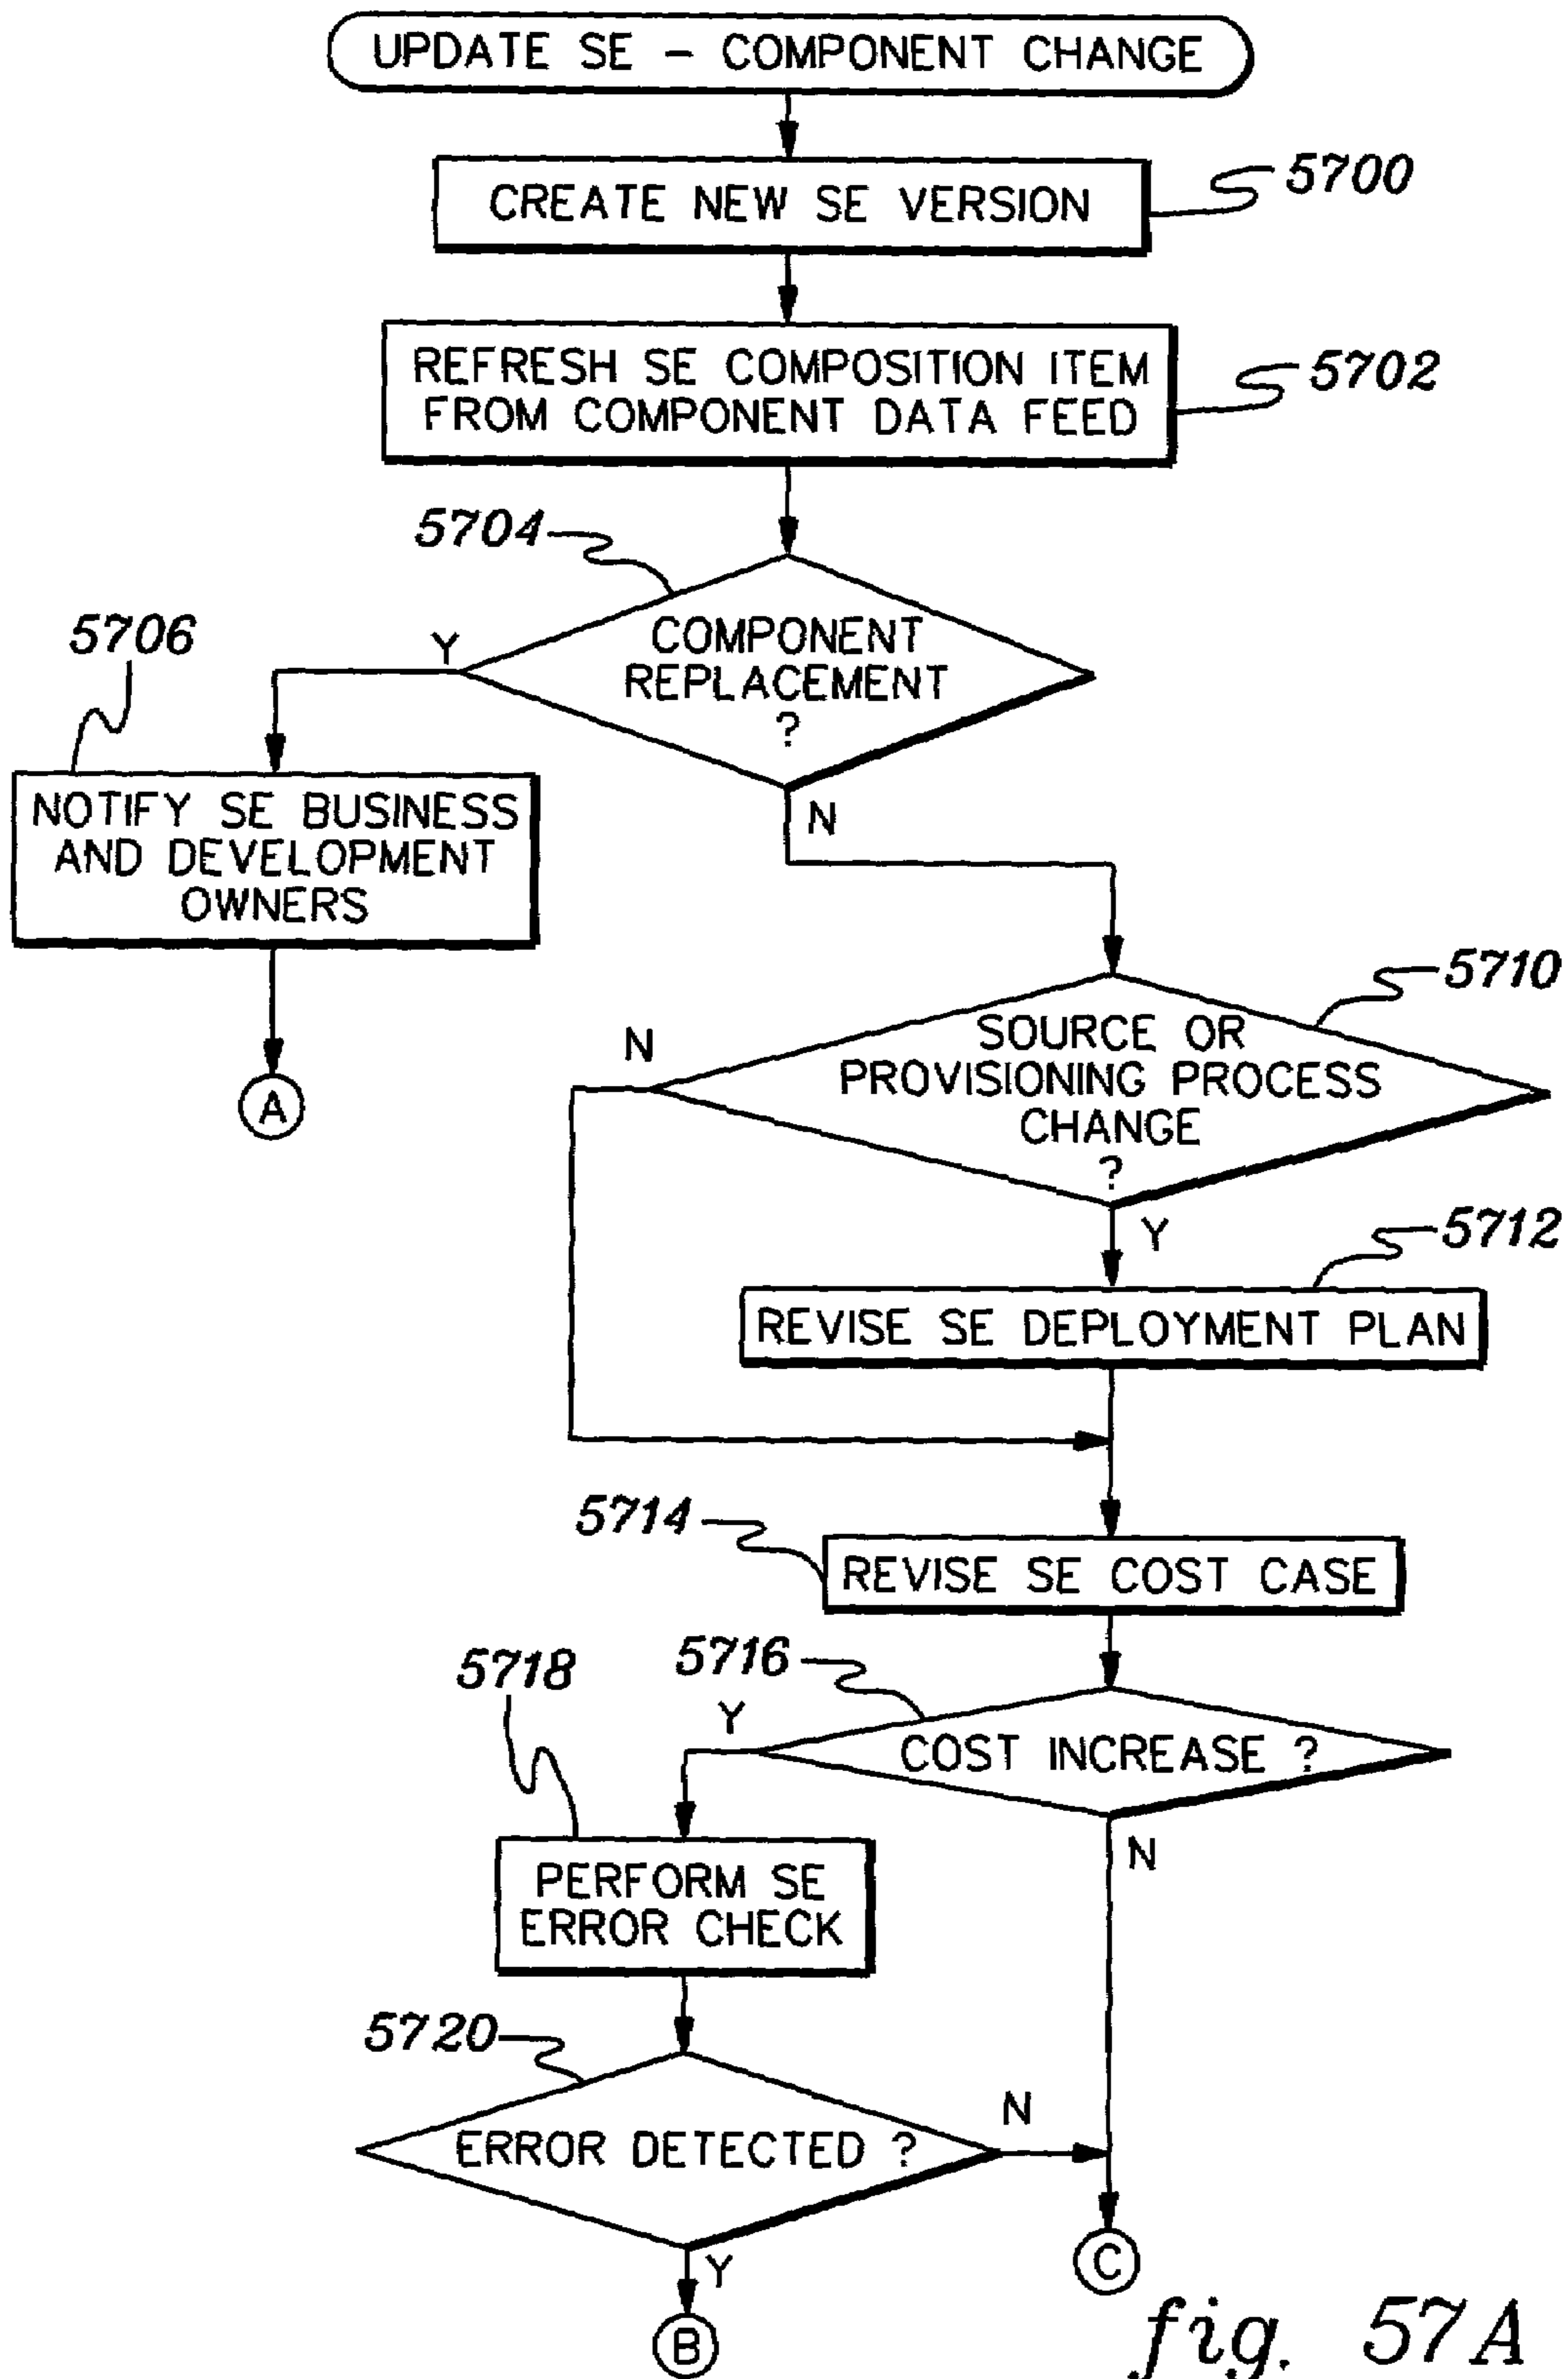 UPDATE SE - COMPONENT CHANGE
CREATE NEW SE VERSION
5700
REFRESH SE COMPOSITION ITEM
FROM COMPONENT DATA FEED
5702
5704
COMPONENT
REPLACEMENT
?
Y
N
5706
NOTIFY SE BUSINESS
AND DEVELOPMENT
OWNERS
A
5710
SOURCE OR
PROVISIONING PROCESS
CHANGE
?
N
Y
5712
REVISE SE DEPLOYMENT PLAN
5714
REVISE SE COST CASE
5716
COST INCREASE ?
Y
N
5718
PERFORM SE
ERROR CHECK
5720
ERROR DETECTED ?
N
Y
C
B
fig. 57A